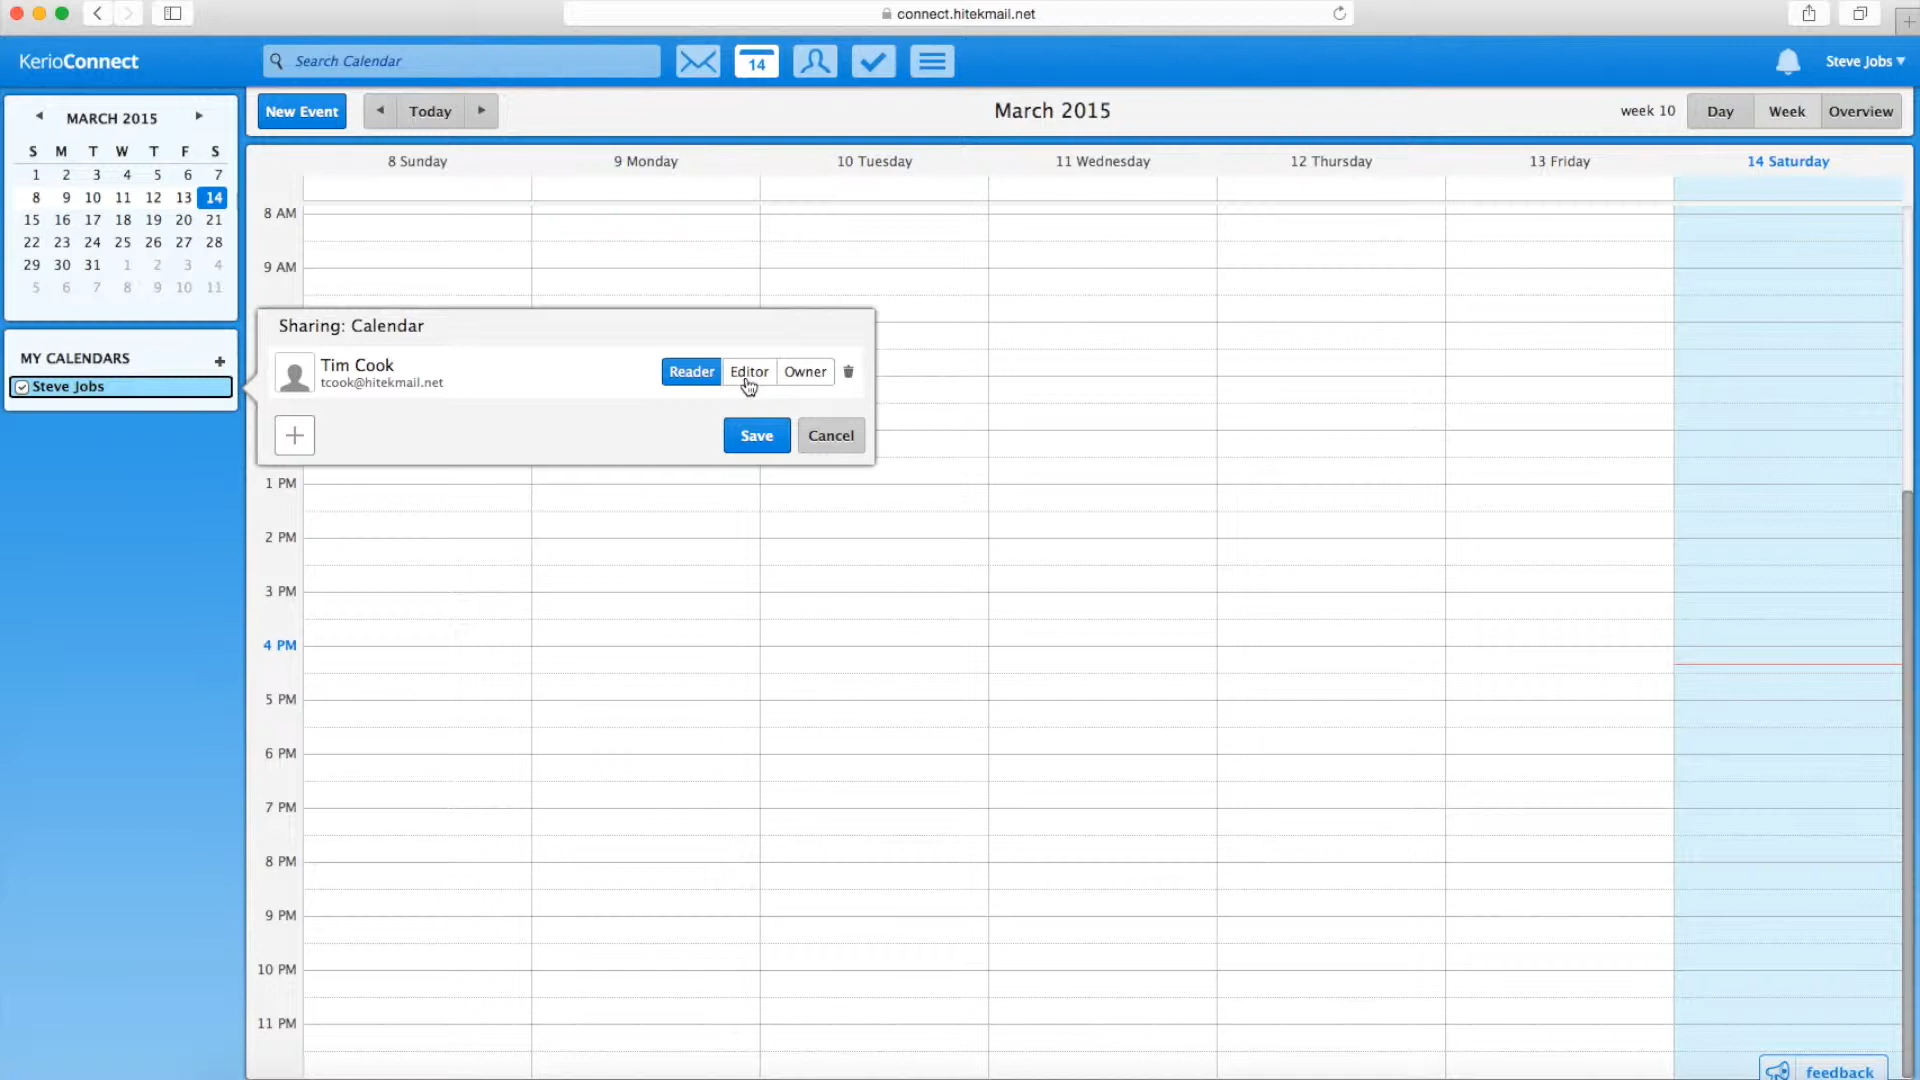 connect.hitekmail.net
KerioConnect
Search Calendar
14
Steve Jobs
MARCH 2015
S M T W T F S
1 2 3 4 5 6 7
8 9 10 11 12 13 14
15 16 17 18 19 20 21
22 23 24 25 26 27 28
29 30 31 1 2 3 4
5 6 7 8 9 10 11
MY CALENDARS
Steve Jobs
New Event
Today
March 2015
week 10
Day
Week
Overview
8 Sunday
9 Monday
10 Tuesday
11 Wednesday
12 Thursday
13 Friday
14 Saturday
8 AM
9 AM
Sharing: Calendar
Tim Cook
tcook@hitekmail.net
Reader
Editor
Owner
Save
Cancel
1 PM
2 PM
3 PM
4 PM
5 PM
6 PM
7 PM
8 PM
9 PM
10 PM
11 PM
feedback